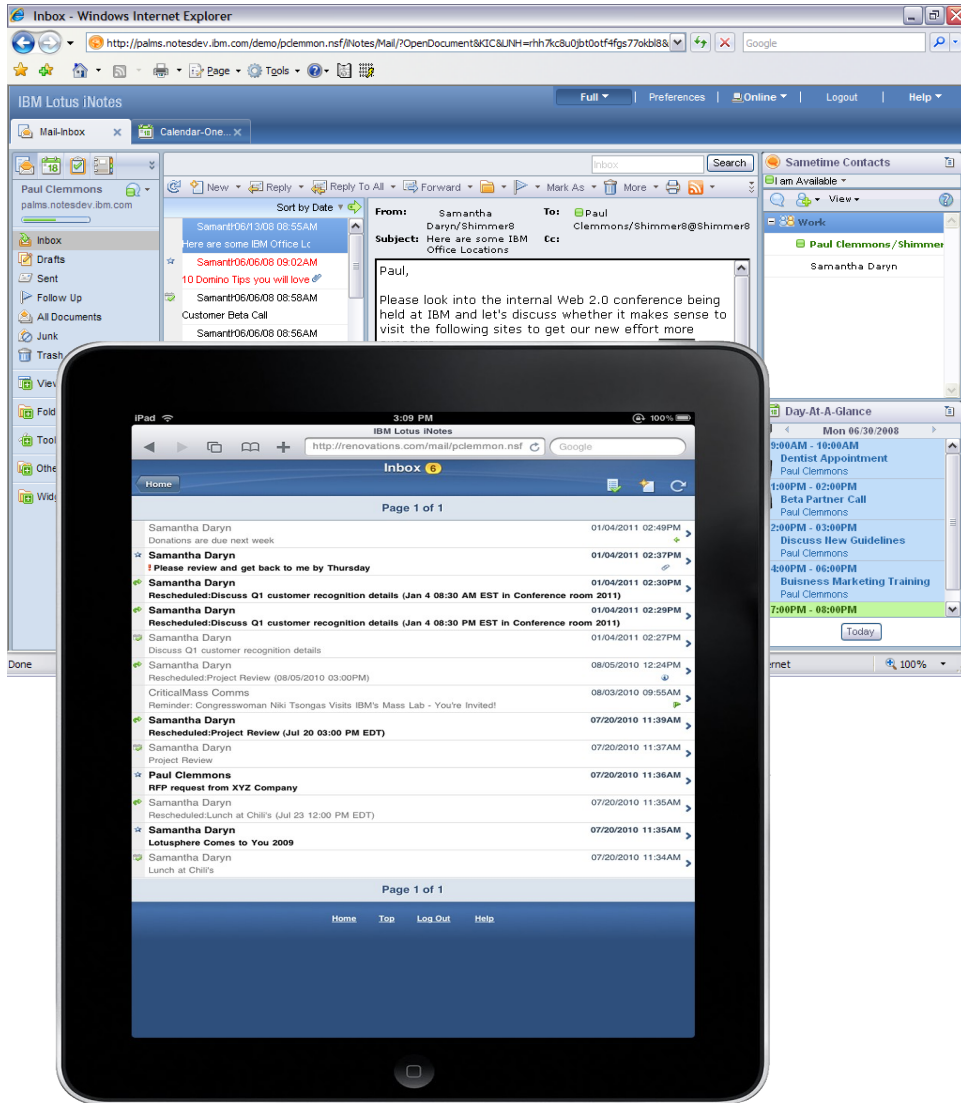 Inbox - Windows Internet Explorer
http://palms.notesdev.ibm.com/demo/pclemmon.nsf/iNotes/Mail/?OpenDocument&KIC&UNH=rhh7kc8u0jbt0otf4fgs77okbl8&
Google
Page Tools
IBM Lotus iNotes
Full | Preferences | Online | Logout | Help
Mail-Inbox Calendar-One...
Inbox Search
Paul Clemmons
palms.notesdev.ibm.com
Inbox
Drafts
Sent
Follow Up
All Documents
Junk
Trash
View
Fold
Tool
Othe
Widg
New Reply Reply To All Forward Mark As More
Sort by Date
Samanth 06/13/08 08:55AM
Here are some IBM Office Lc
Samanth 06/06/08 09:02AM
10 Domino Tips you will love
Samanth 06/06/08 08:58AM
Customer Beta Call
Samanth 06/06/08 08:56AM
From: Samantha Daryn/Shimmer8
To: Paul Clemmons/Shimmer8@Shimmer8
Subject: Here are some IBM Office Locations
Cc:
Paul,
Please look into the internal Web 2.0 conference being
held at IBM and let's discuss whether it makes sense to
visit the following sites to get our new effort more
Sametime Contacts
I am Available
View
Work
Paul Clemmons/Shimmer
Samantha Daryn
Day-At-A-Glance
Mon 06/30/2008
9:00AM - 10:00AM
Dentist Appointment
Paul Clemmons
1:00PM - 02:00PM
Beta Partner Call
Paul Clemmons
2:00PM - 03:00PM
Discuss New Guidelines
Paul Clemmons
4:00PM - 06:00PM
Buisness Marketing Training
Paul Clemmons
7:00PM - 08:00PM
Today
Done
ernet 100%
iPad 3:09 PM 100%
IBM Lotus iNotes
http://renovations.com/mail/pclemmon.nsf Google
Inbox 6
Home
Page 1 of 1
Samantha Daryn 01/04/2011 02:49PM
Donations are due next week
Samantha Daryn 01/04/2011 02:37PM
! Please review and get back to me by Thursday
Samantha Daryn 01/04/2011 02:30PM
Rescheduled:Discuss Q1 customer recognition details (Jan 4 08:30 AM EST in Conference room 2011)
Samantha Daryn 01/04/2011 02:29PM
Rescheduled:Discuss Q1 customer recognition details (Jan 4 08:30 PM EST in Conference room 2011)
Samantha Daryn 01/04/2011 02:27PM
Discuss Q1 customer recognition details
Samantha Daryn 08/05/2010 12:24PM
Rescheduled:Project Review (08/05/2010 03:00PM)
CriticalMass Comms 08/03/2010 09:55AM
Reminder: Congresswoman Niki Tsongas Visits IBM's Mass Lab - You're Invited!
Samantha Daryn 07/20/2010 11:39AM
Rescheduled:Project Review (Jul 20 03:00 PM EDT)
Samantha Daryn 07/20/2010 11:37AM
Project Review
Paul Clemmons 07/20/2010 11:36AM
RFP request from XYZ Company
Samantha Daryn 07/20/2010 11:35AM
Rescheduled:Lunch at Chili's (Jul 23 12:00 PM EDT)
Samantha Daryn 07/20/2010 11:35AM
Lotusphere Comes to You 2009
Samantha Daryn 07/20/2010 11:34AM
Lunch at Chili's
Page 1 of 1
Home Top Log Out Help